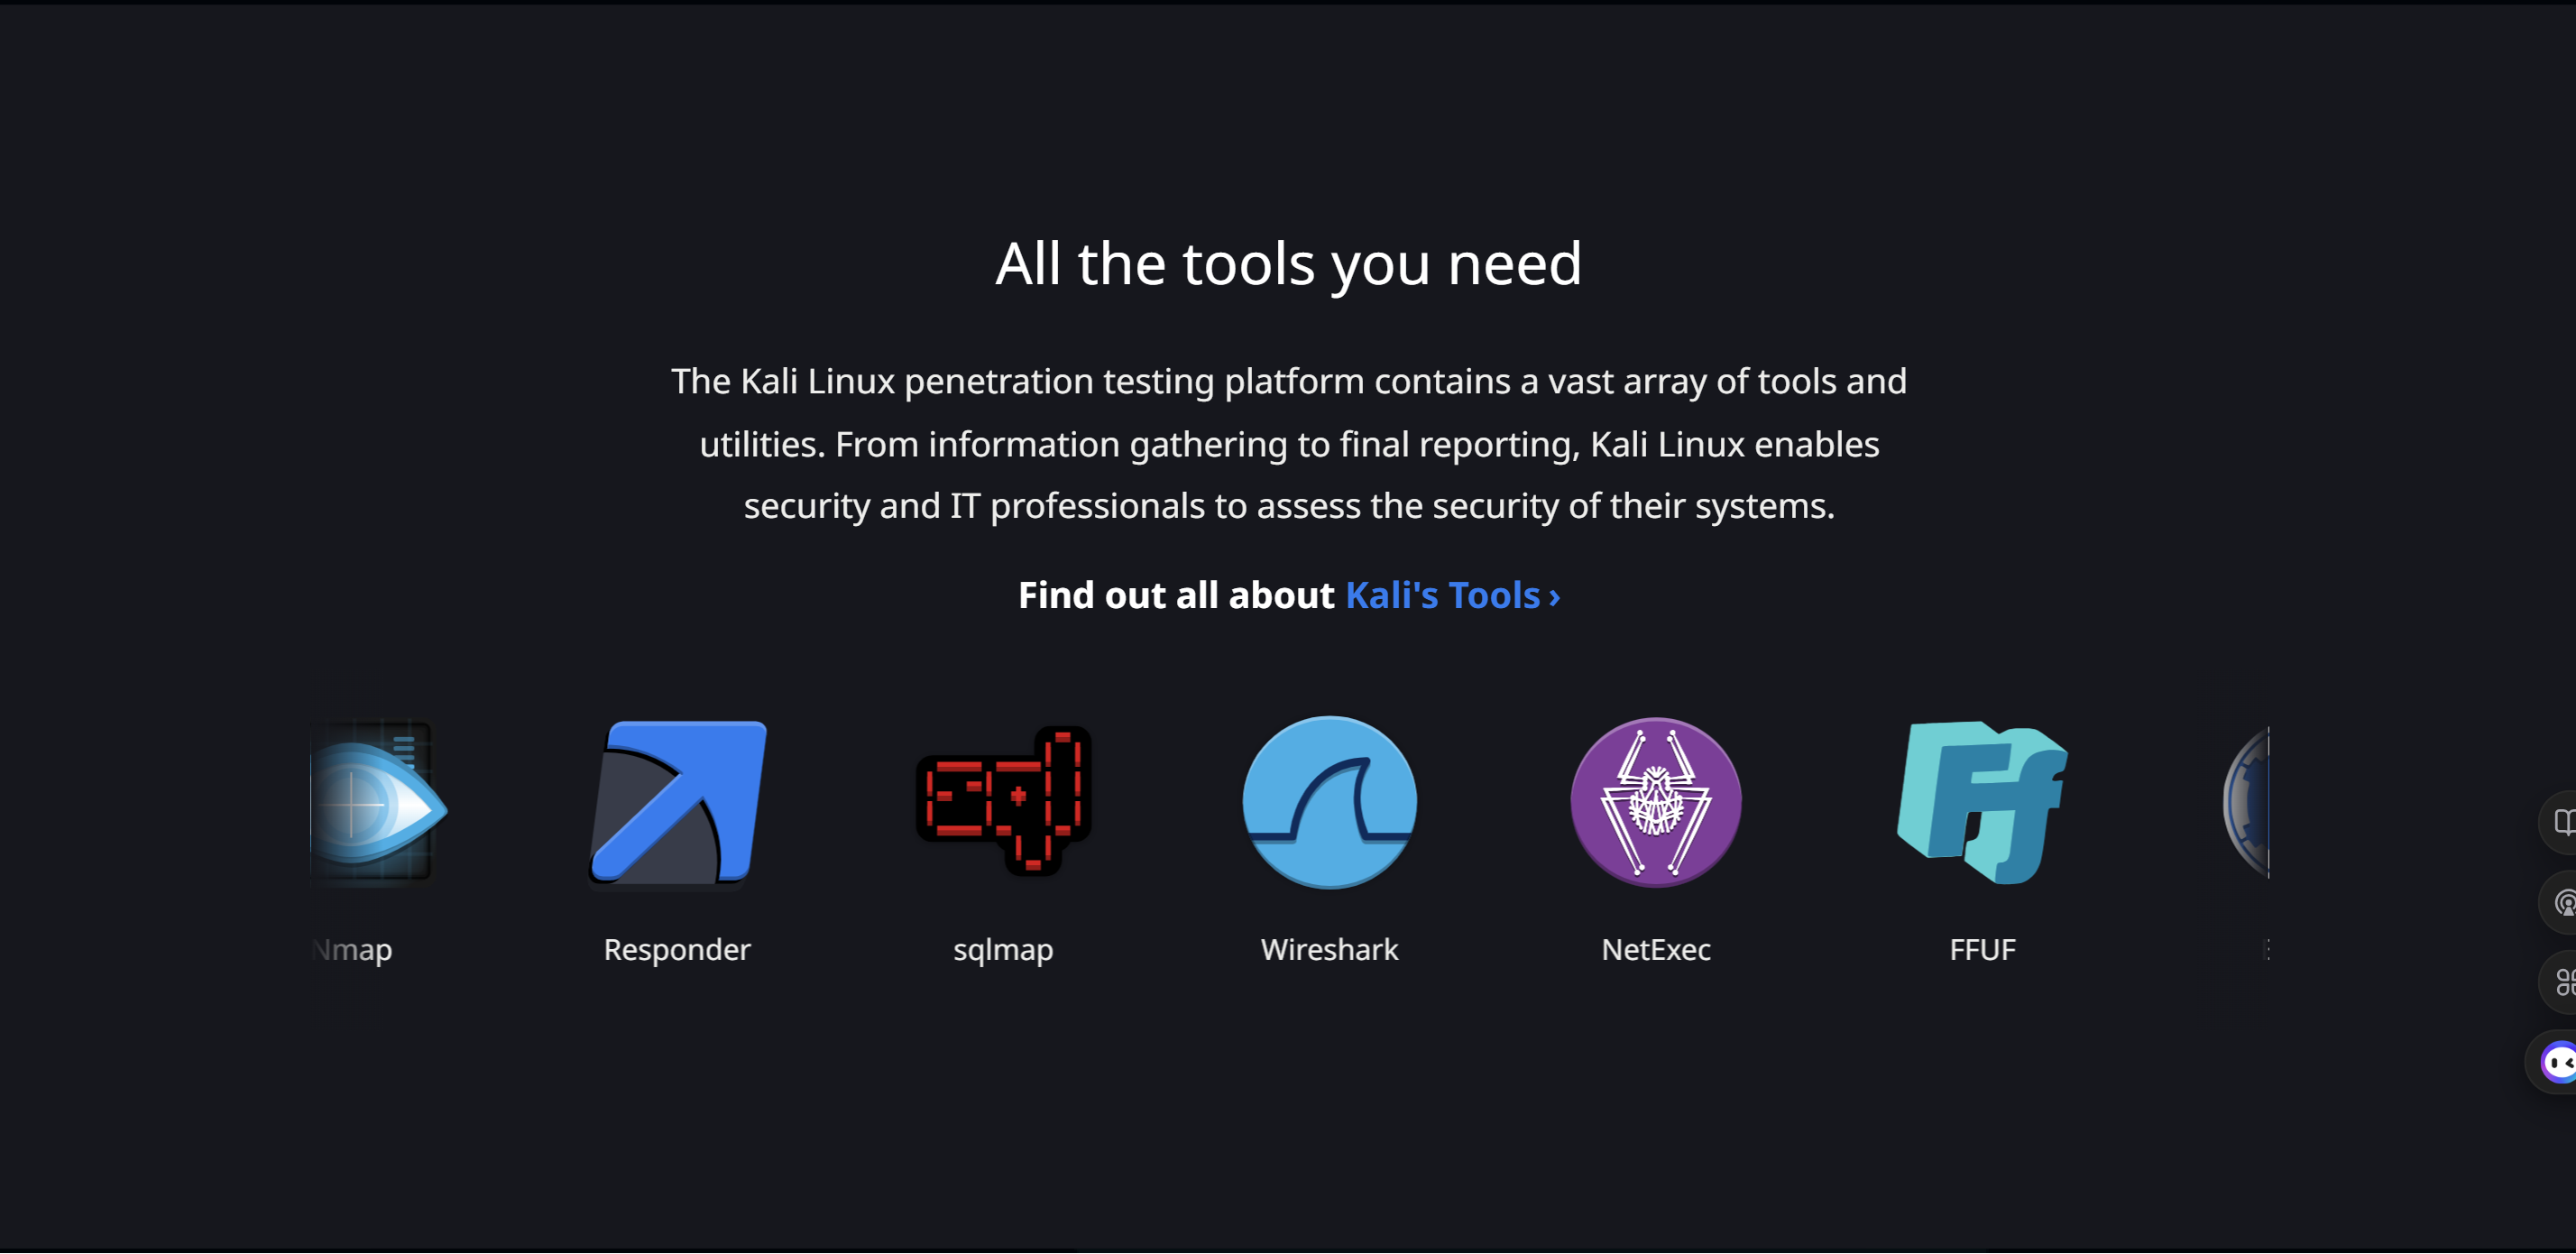 All the tools you need
The Kali Linux penetration testing platform contains a vast array of tools and
utilities. From information gathering to final reporting, Kali Linux enables
security and IT professionals to assess the security of their systems.
Find out all about Kali's Tools ›
sql
Ff
Nmap
Responder
sqlmap
Wireshark
NetExec
FFUF